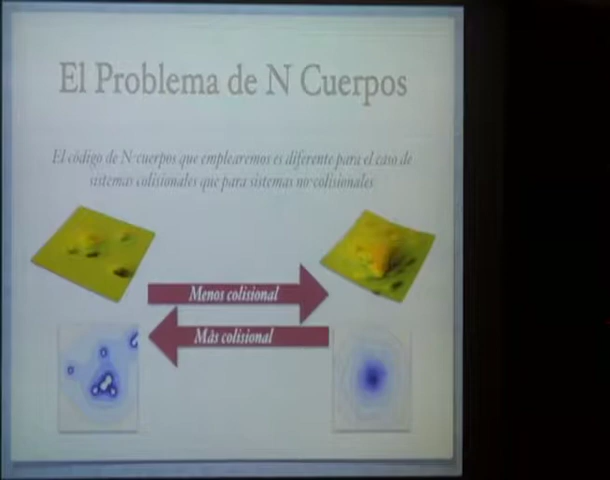 El Problema de N Cuerpos
El código de N-cuerpos que emplearemos es diferente para el caso de
sistemas colisionales que para sistemas no-colisionales
Menos colisional
Más colisional